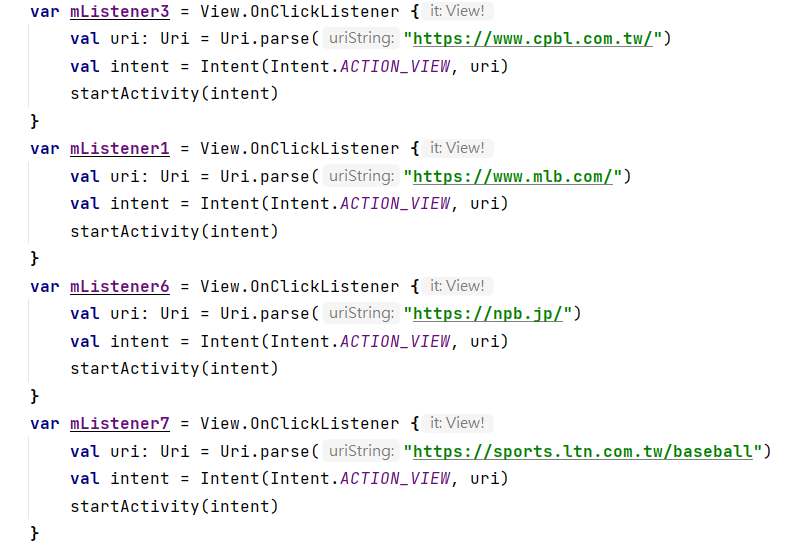 var mListener3 = View.OnClickListener { it: View!
val uri: Uri = Uri.parse( uriString: "https://www.cpbl.com.tw/")
val intent = Intent(Intent.ACTION_VIEW, uri)
startActivity(intent)
}
var mListener1 = View.OnClickListener { it: View!
val uri: Uri = Uri.parse( uriString: "https://www.mlb.com/")
val intent = Intent(Intent.ACTION_VIEW, uri)
startActivity(intent)
}
var mListener6 = View.OnClickListener { it: View!
val uri: Uri = Uri.parse( uriString: "https://npb.jp/")
val intent = Intent(Intent.ACTION_VIEW, uri)
startActivity(intent)
}
var mListener7 = View.OnClickListener { it: View!
val uri: Uri = Uri.parse( uriString: "https://sports.ltn.com.tw/baseball")
val intent = Intent(Intent.ACTION_VIEW, uri)
startActivity(intent)
}